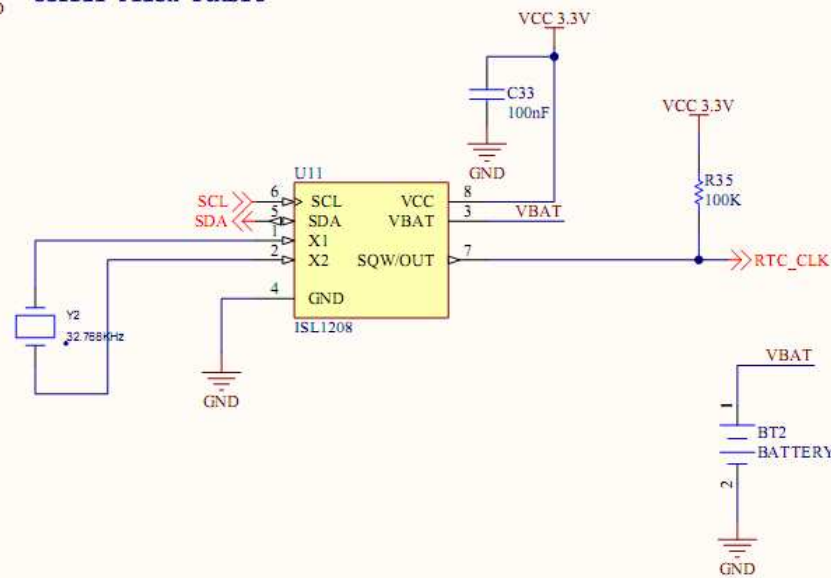 VCC 3.3V
C33
100nF
GND
VCC 3.3V
R35
100K
U11
SCL
6
SCL
VCC
8
SDA
5
SDA
VBAT
3
VBAT
1
X1
2
X2
SQW/OUT
7
RTC_CLK
4
GND
ISL1208
Y2
32.768KHz
GND
VBAT
1
BT2
BATTERY
2
GND